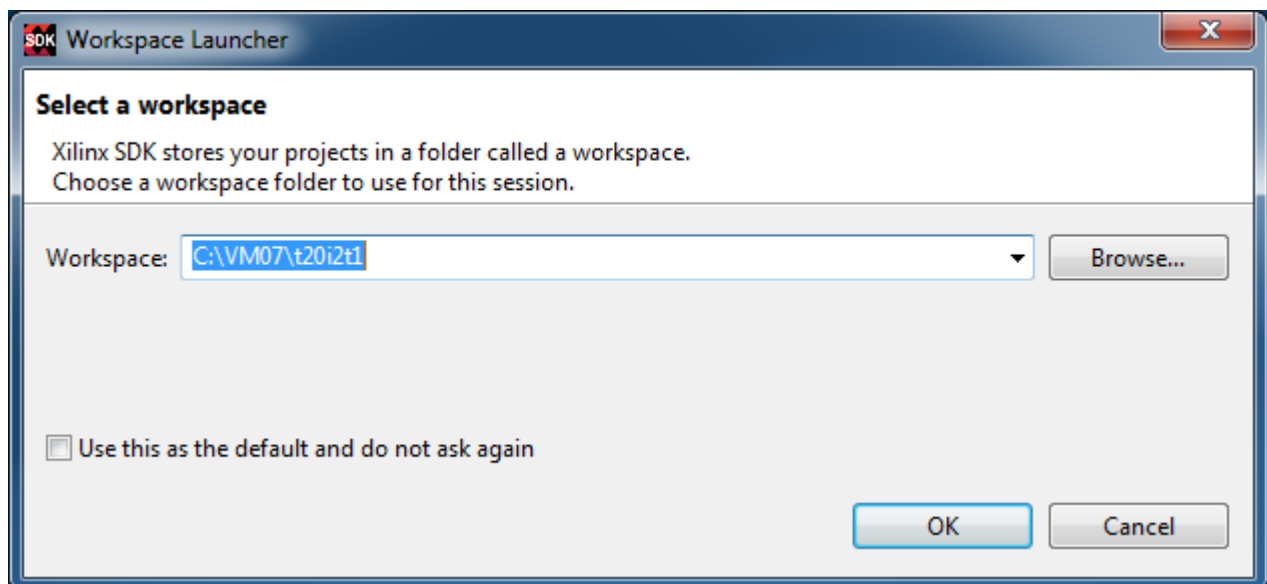 SDK Workspace Launcher
Select a workspace
Xilinx SDK stores your projects in a folder called a workspace.
Choose a workspace folder to use for this session.
Workspace: C:\VM07\t20i2t1 Browse...
Use this as the default and do not ask again
OK Cancel